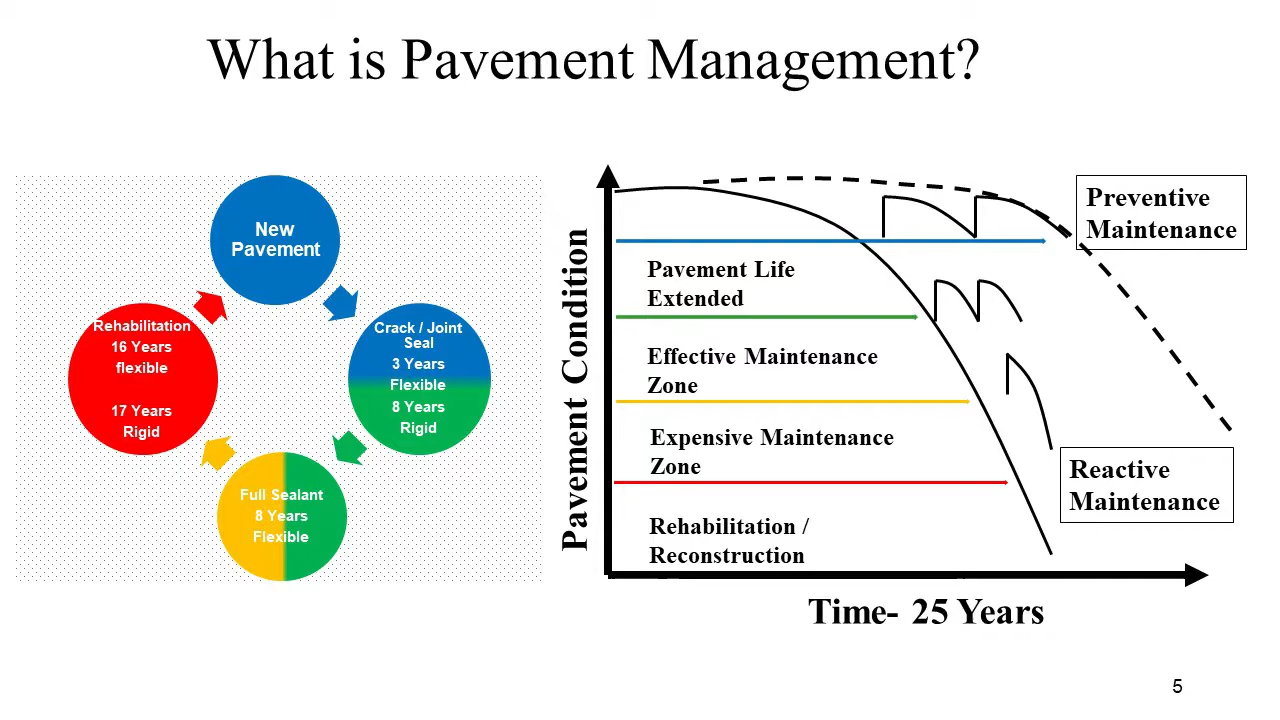 What is Pavement Management?
New
Pavement
Crack / Joint
Seal
3 Years
Flexible
8 Years
Rigid
Full Sealant
8 Years
Flexible
Rehabilitation
16 Years
flexible
17 Years
Rigid
Pavement Condition
Pavement Life
Extended
Effective Maintenance
Zone
Expensive Maintenance
Zone
Rehabilitation /
Reconstruction
Preventive
Maintenance
Reactive
Maintenance
Time- 25 Years
5